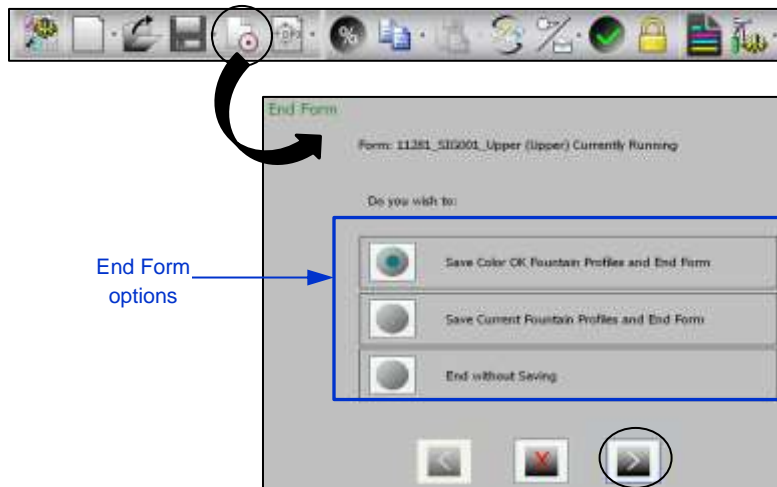 %
End Form
Form: 11281_SIG001_Upper (Upper) Currently Running
Do you wish to:
End Form
options
Save Color OK Fountain Profiles and End Form
Save Current Fountain Profiles and End Form
End without Saving
< X >